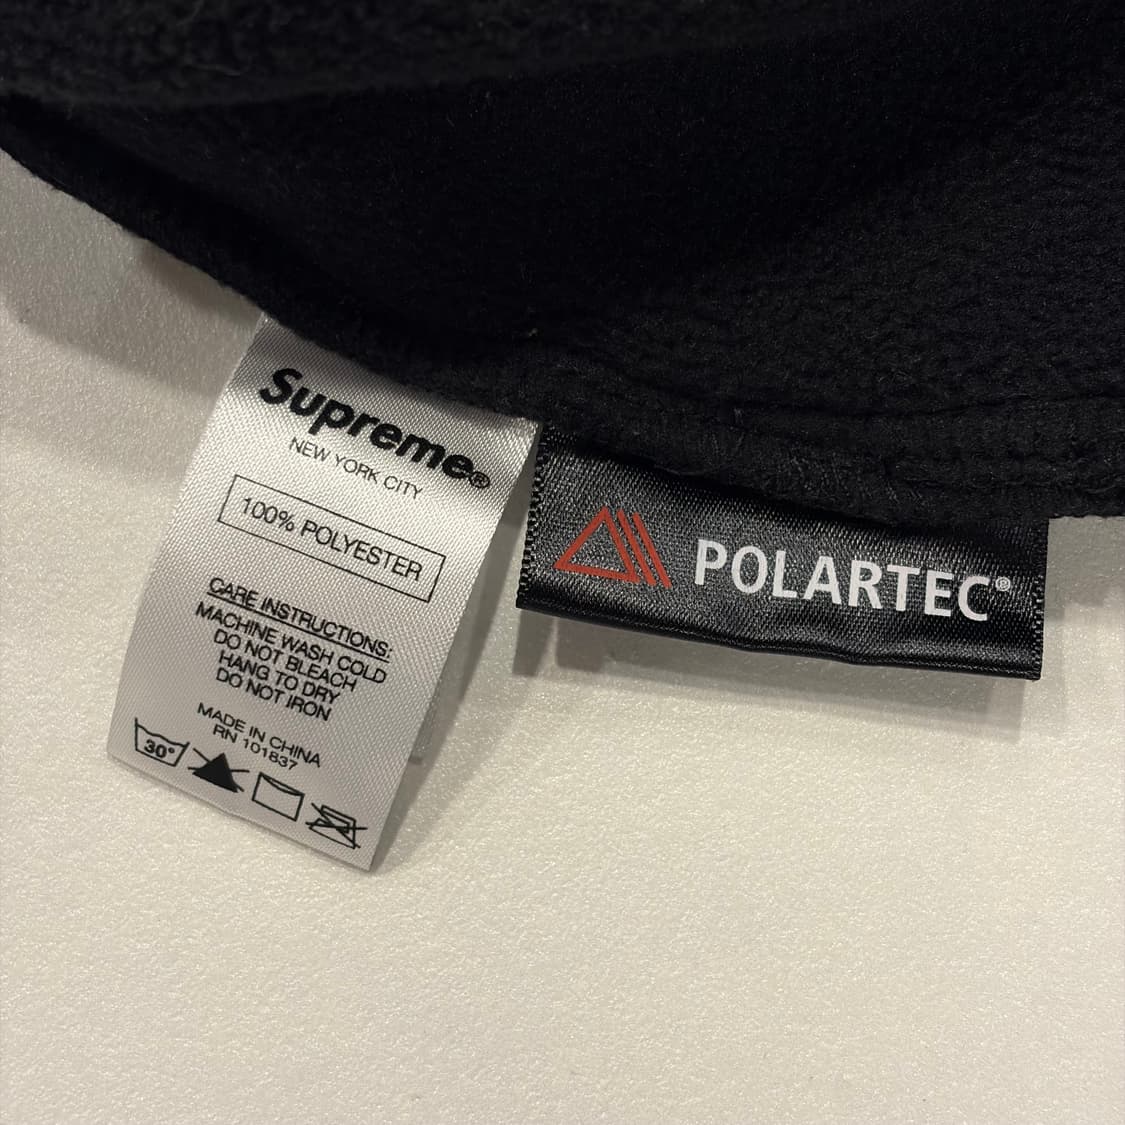 Supreme®
NEW YORK CITY
100% POLYESTER
CARE INSTRUCTIONS:
MACHINE WASH COLD
DO NOT BLEACH
HANG TO DRY
DO NOT IRON
MADE IN CHINA
RN 101837
30°
POLARTEC®